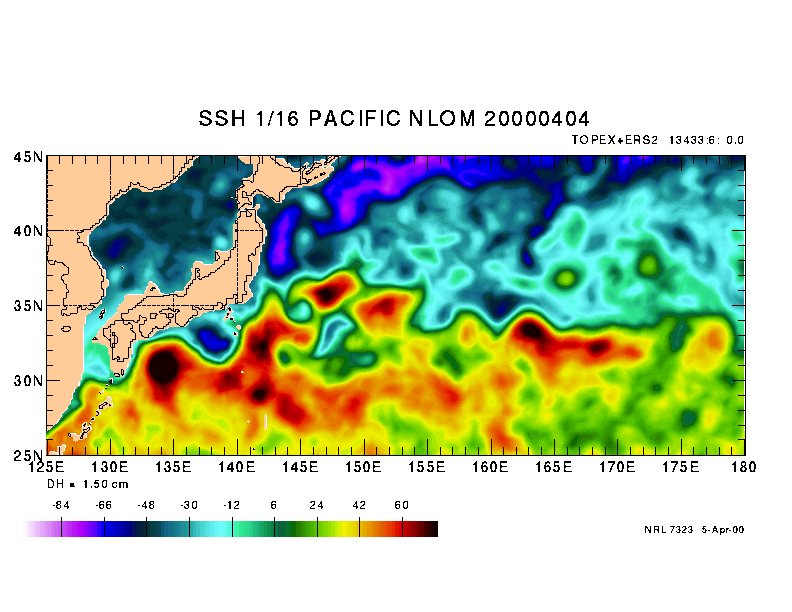 SSH 1/16 PACIFIC NLOM 20000404
TOPEX+ERS2 13433:6: 0.0
45N
40N
35N
30N
25N
125E 130E 135E 140E 145E 150E 155E 160E 165E 170E 175E 180
DH = 1.50 cm
-84 -66 -48 -30 -12 6 24 42 60
NRL 7323 5-Apr-00